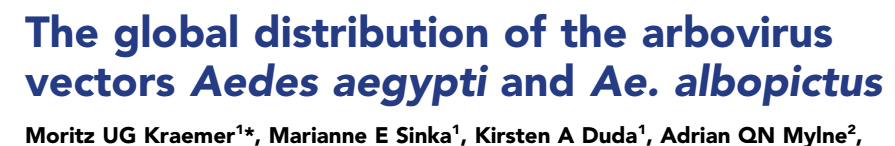 The global distribution of the arbovirus
vectors Aedes aegypti and Ae. albopictus
Moritz UG Kraemer1*, Marianne E Sinka1, Kirsten A Duda1, Adrian QN Mylne2,